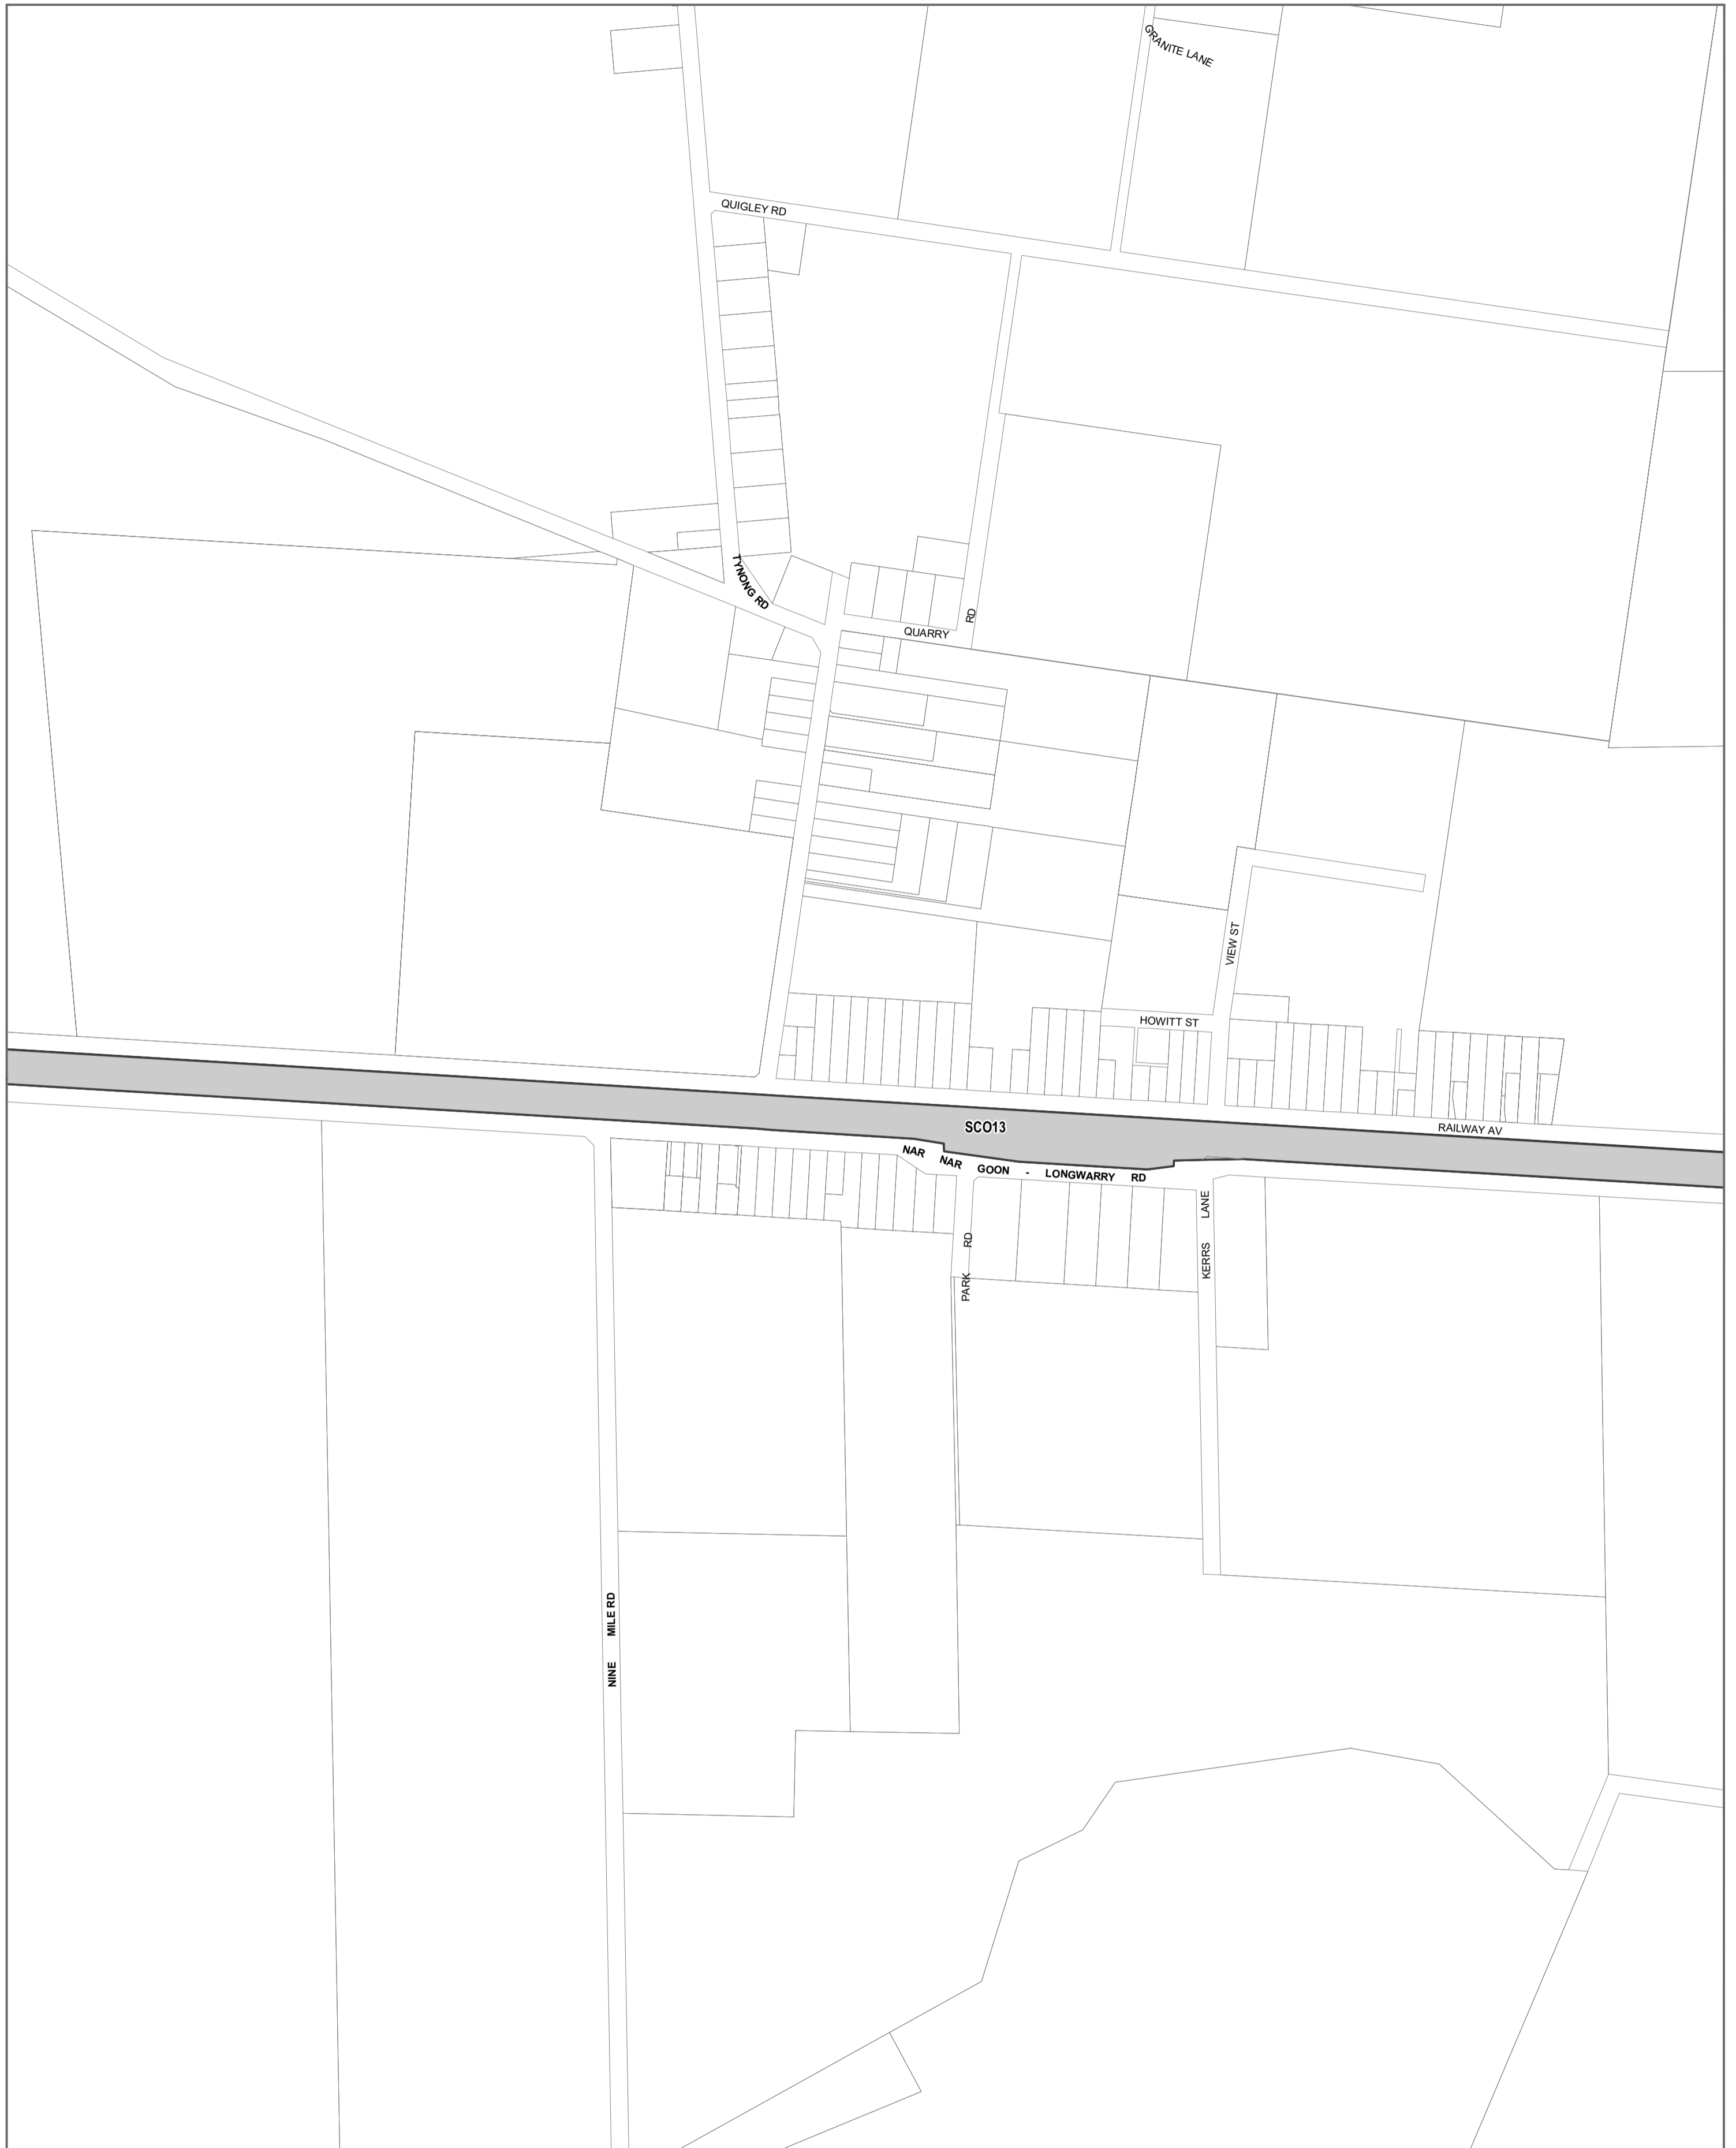 GRANITE LANE
QUIGLEY RD
TYNONG RD
QUARRY
RD
VIEW ST
HOWITT ST
SCO13
RAILWAY AV
NAR NAR GOON - LONGWARRY RD
PARK RD
KERRS LANE
NINE MILE RD